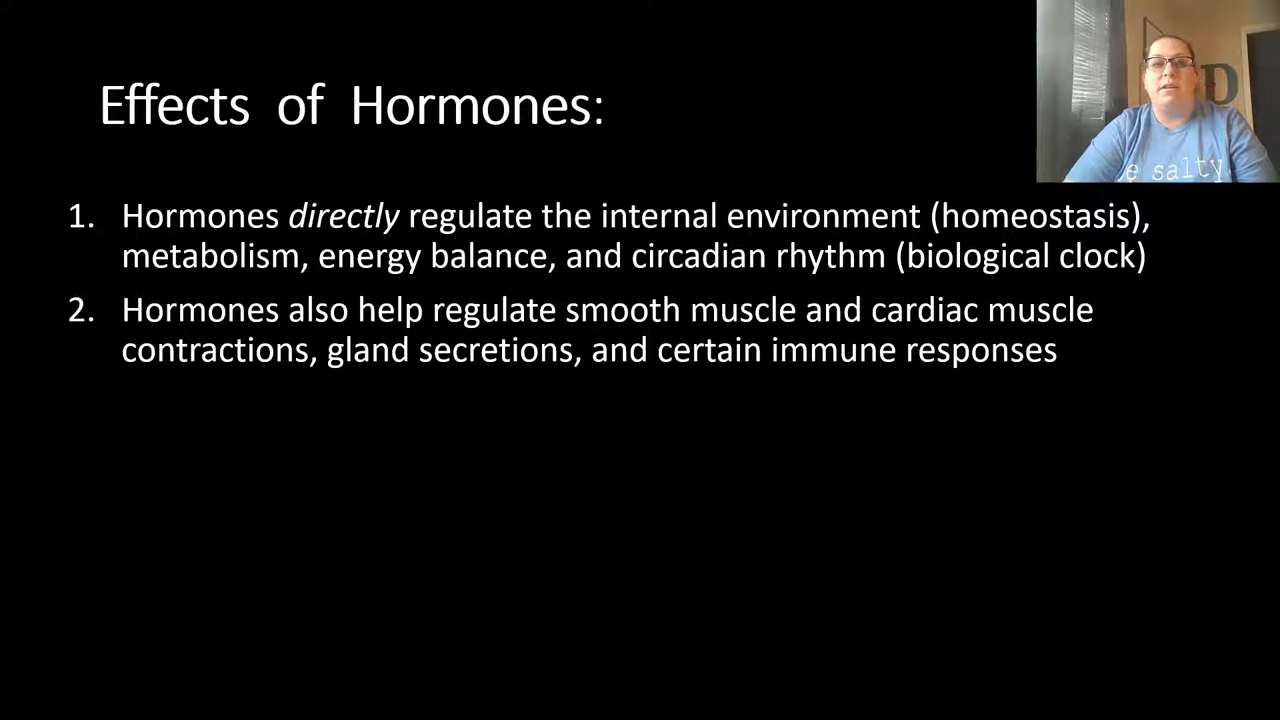 Effects of Hormones:
1. Hormones directly regulate the internal environment (homeostasis),
metabolism, energy balance, and circadian rhythm (biological clock)
2. Hormones also help regulate smooth muscle and cardiac muscle
contractions, gland secretions, and certain immune responses
D
salty